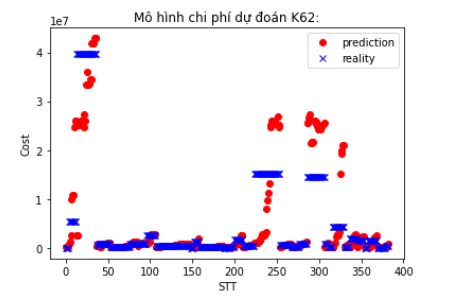 Mô hình chi phí dự đoán K62:
1e7
prediction
reality
4
3
2
1
0
Cost
0 50 100 150 200 250 300 350 400
STT